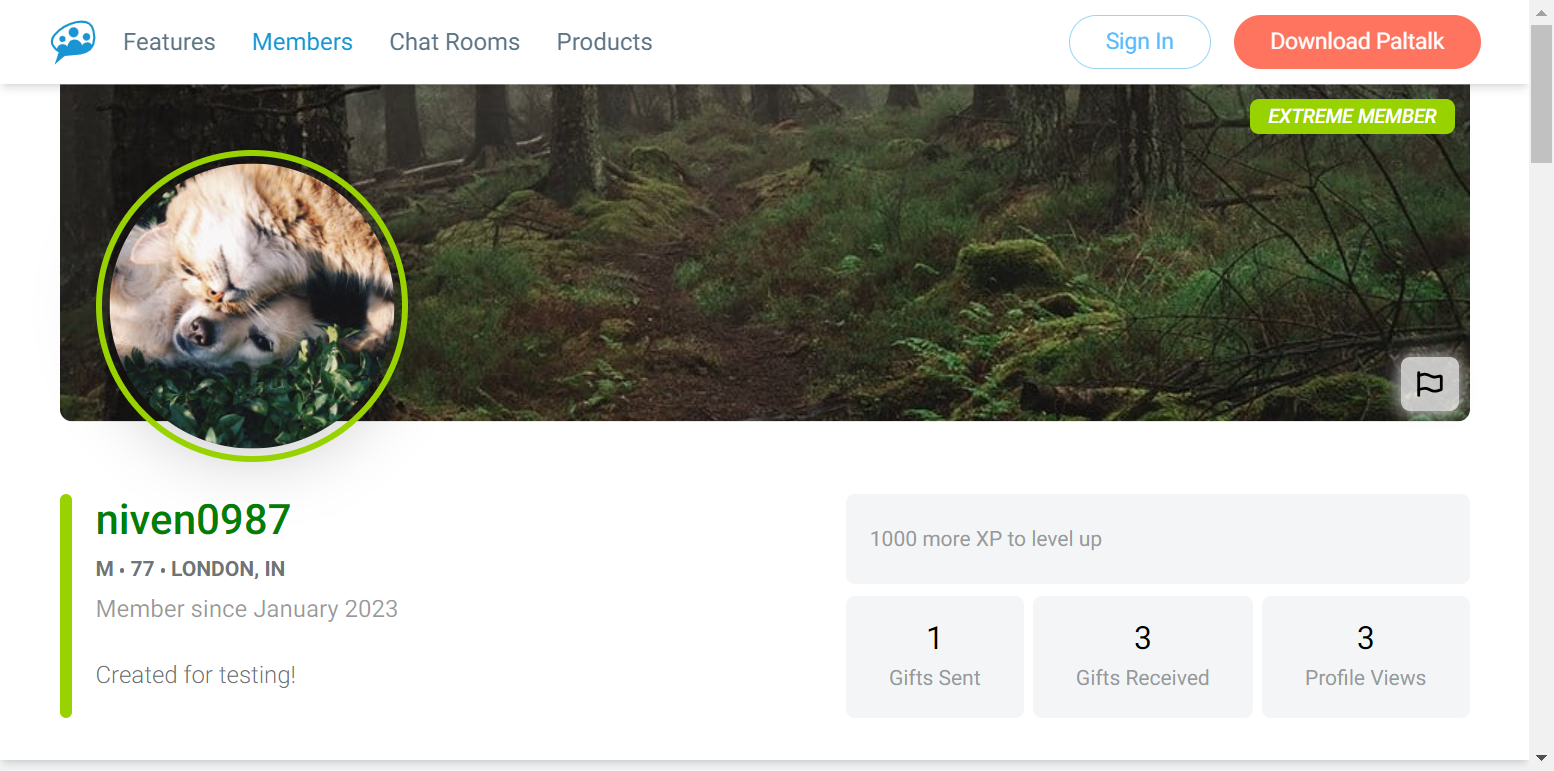 Features Members Chat Rooms Products Sign In Download Paltalk
EXTREME MEMBER
niven0987
M • 77 • LONDON, IN
Member since January 2023
Created for testing!
1000 more XP to level up
1 3 3
Gifts Sent Gifts Received Profile Views